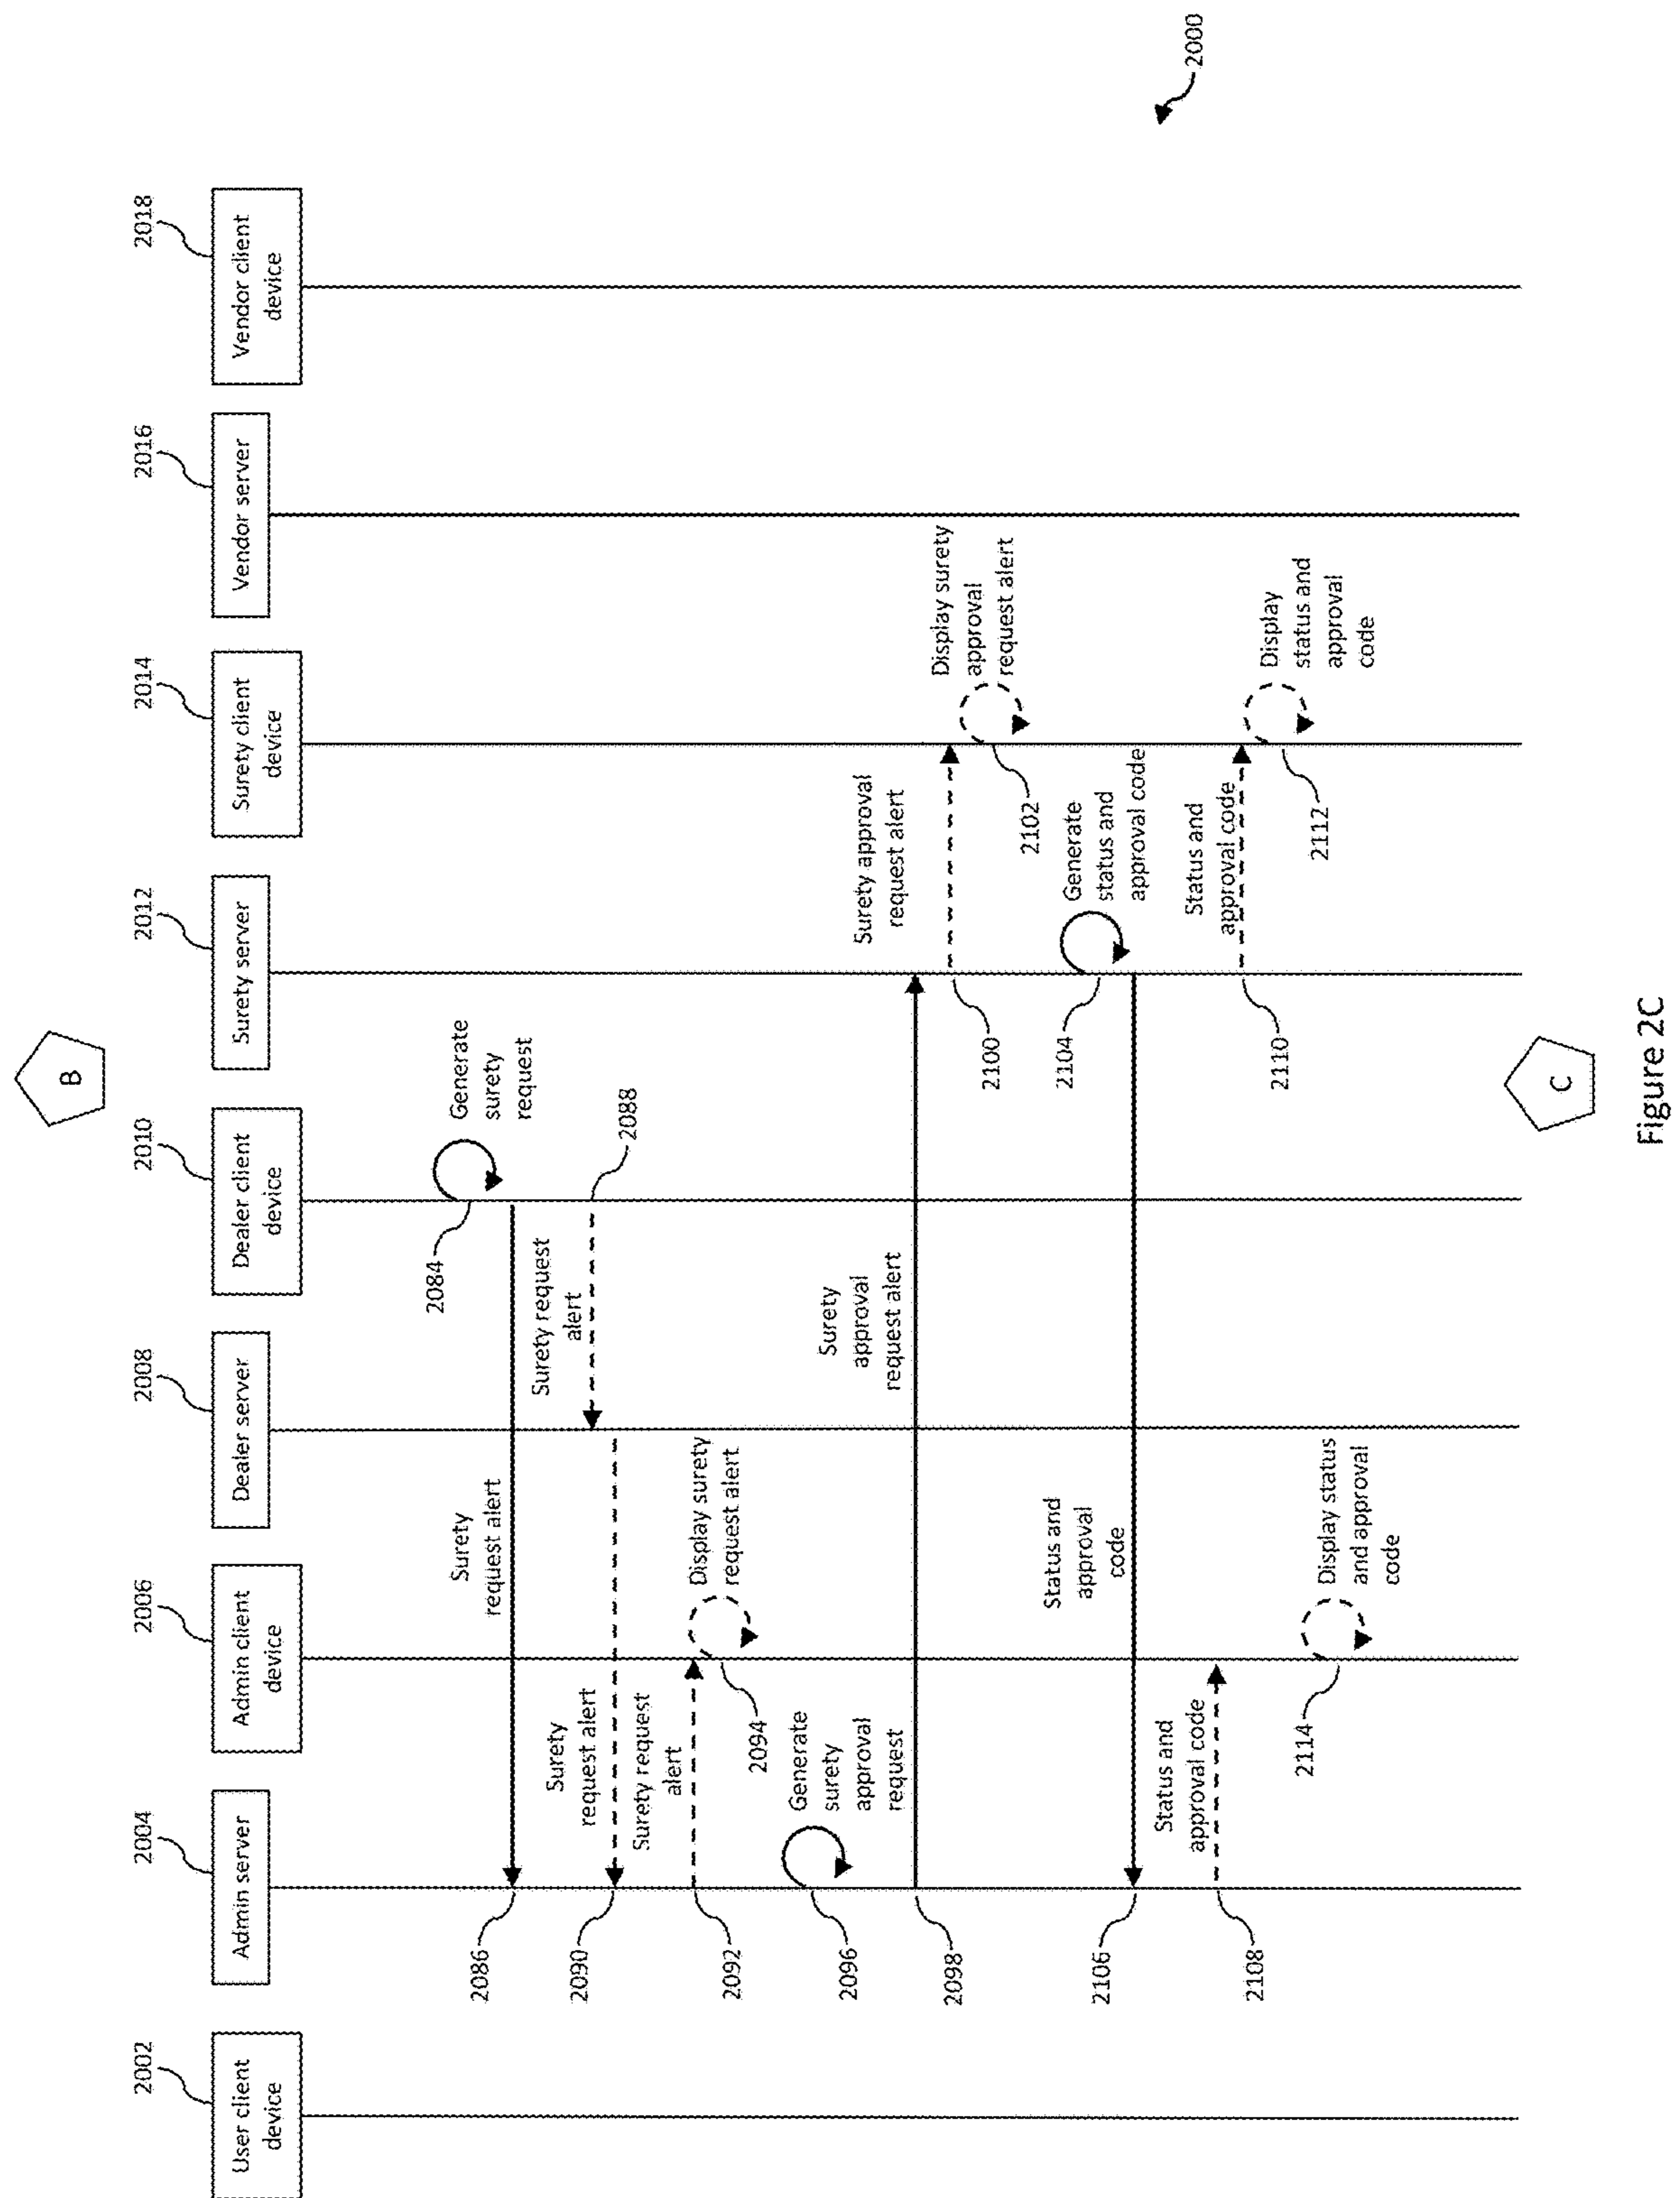 B
2000
2002
2004
2006
2008
2010
2012
2014
2016
2018
User client
device
Admin server
Admin client
device
Dealer server
Dealer client
device
Surety server
Surety client
device
Vendor server
Vendor client
device
Generate
surety
request
2084
Surety
request alert
2086
Surety request
alert
2088
Surety
request alert
2090
Surety request
alert
2092
Display surety
request alert
2094
Generate
surety
approval
request
2096
Surety
approval
request alert
2098
Surety approval
request alert
2100
Display surety
approval
request alert
2102
Generate
status and
approval code
2104
Status and
approval
code
2106
Status and
approval code
2108
Status and
approval code
2110
Display
status and
approval
code
2112
Display status
and approval
code
2114
C
Figure 2C